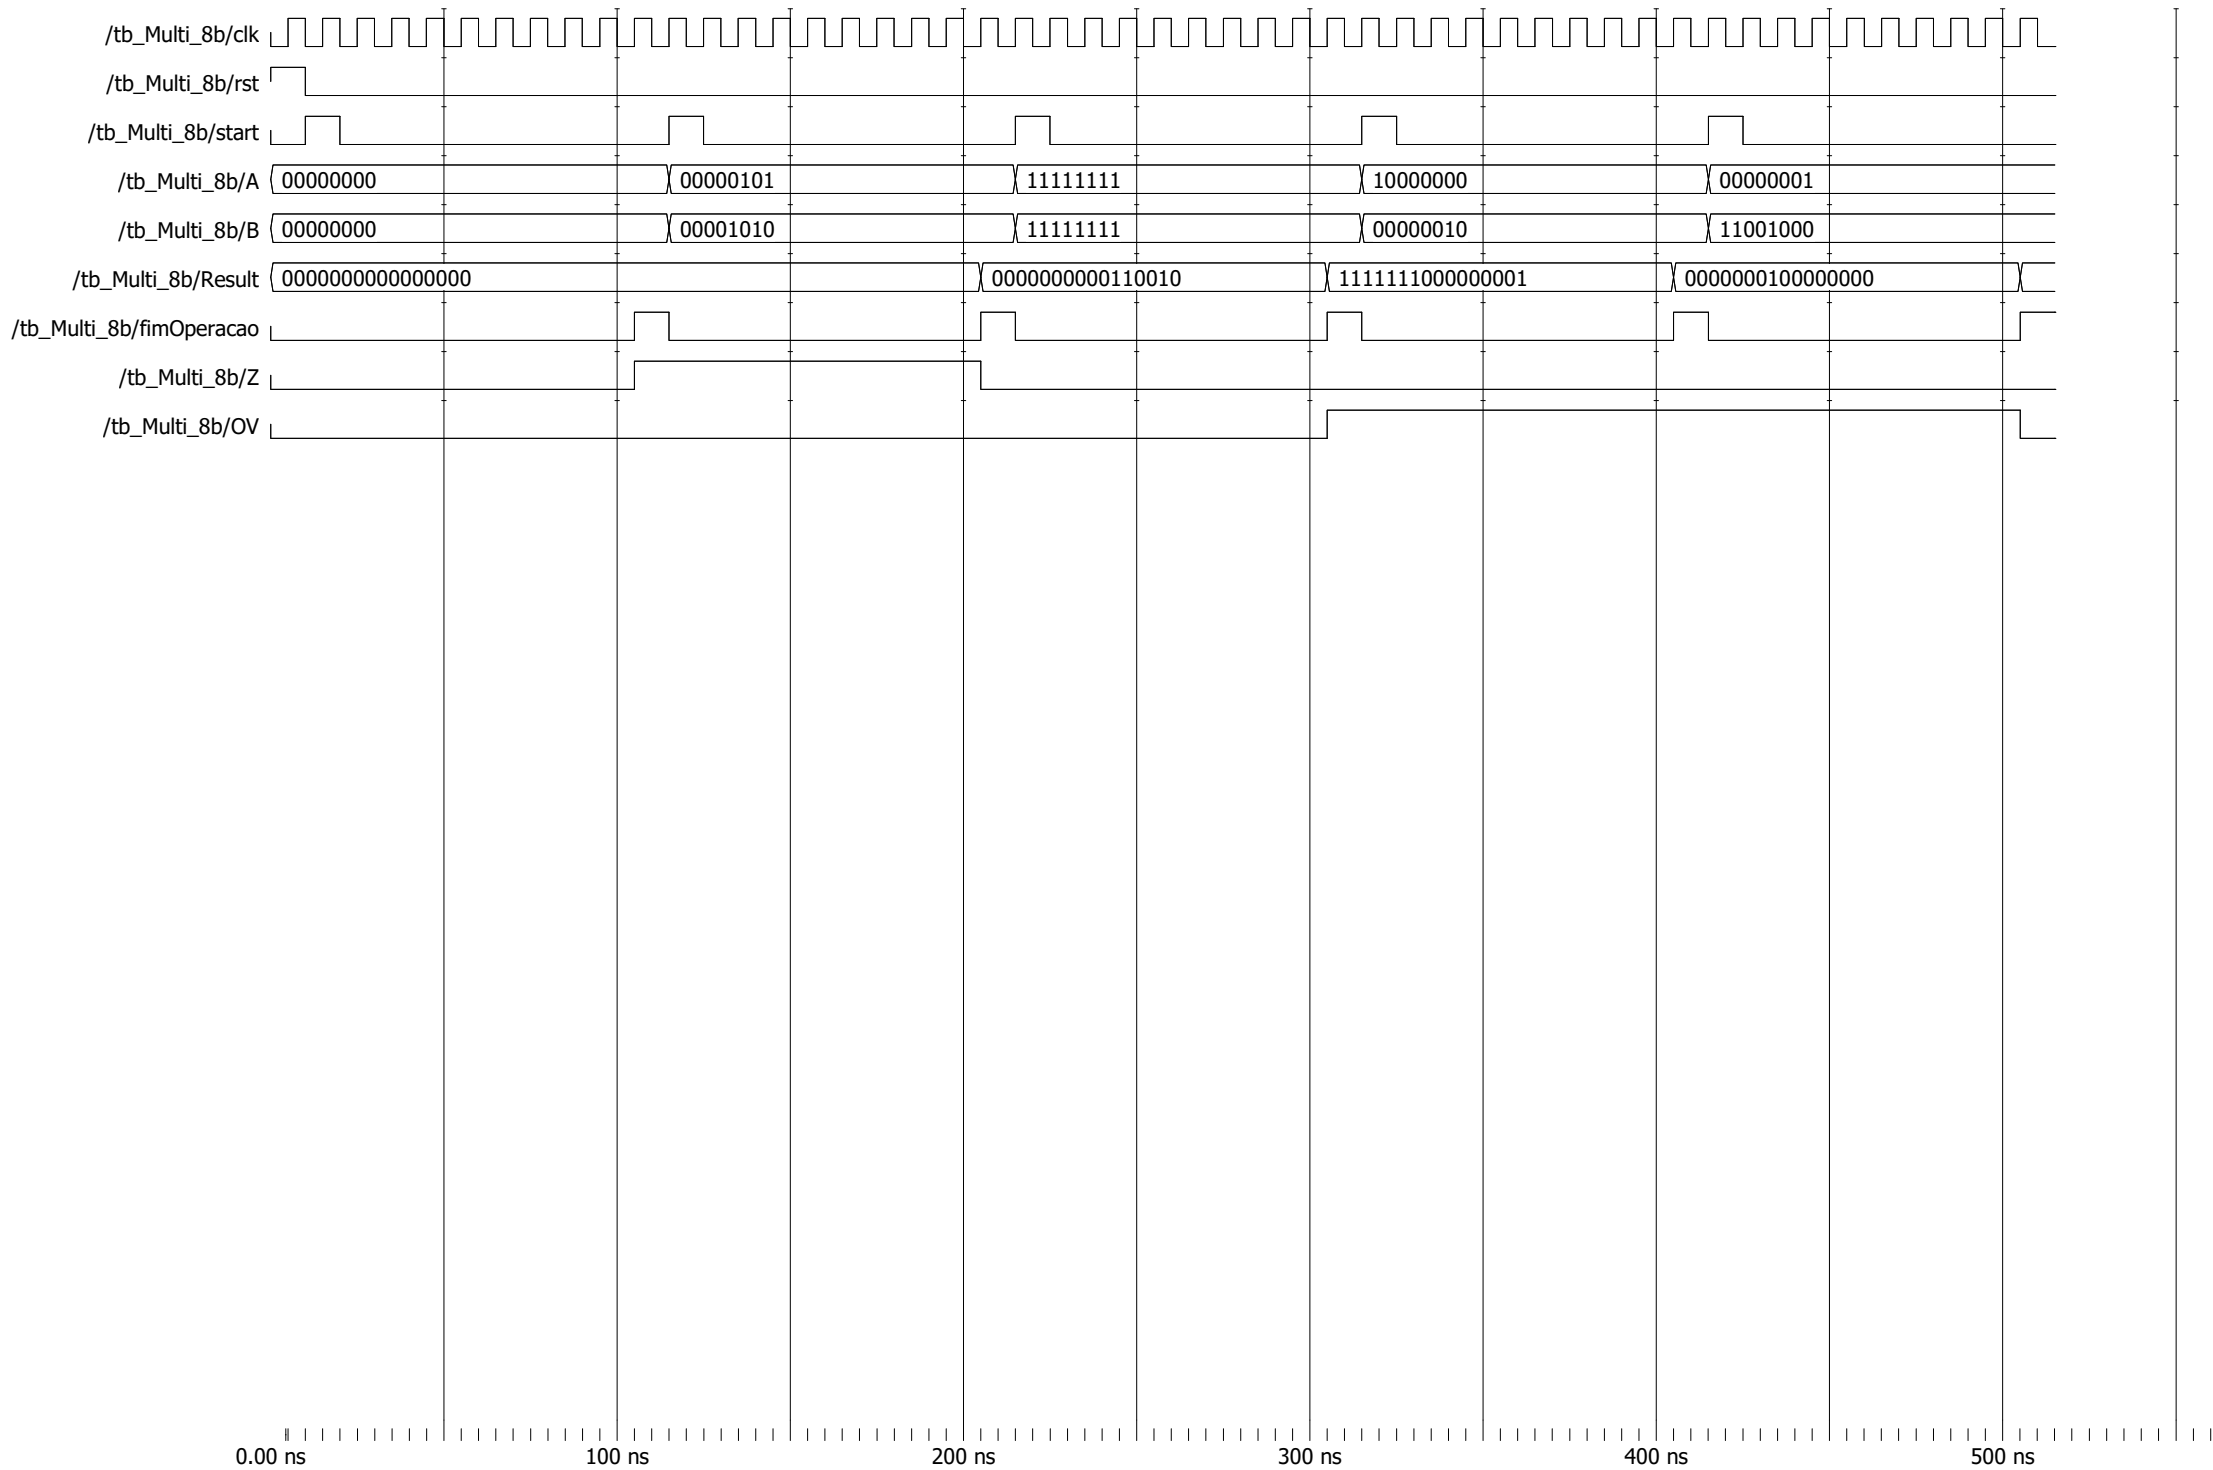 /tb_Multi_8b/clk
/tb_Multi_8b/rst
/tb_Multi_8b/start
/tb_Multi_8b/A 00000000 00000101 11111111 10000000 00000001
/tb_Multi_8b/B 00000000 00001010 11111111 00000010 11001000
/tb_Multi_8b/Result 0000000000000000 0000000000110010 1111111000000001 0000000100000000
/tb_Multi_8b/fimOperacao
/tb_Multi_8b/Z
/tb_Multi_8b/OV
0.00 ns 100 ns 200 ns 300 ns 400 ns 500 ns